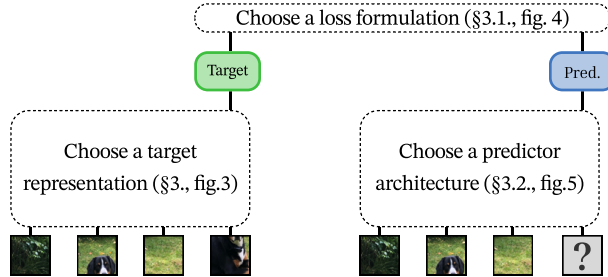 Choose a loss formulation (§3.1., fig. 4)
Target
Pred.
Choose a target
representation (§3., fig.3)
Choose a predictor
architecture (§3.2., fig.5)
?